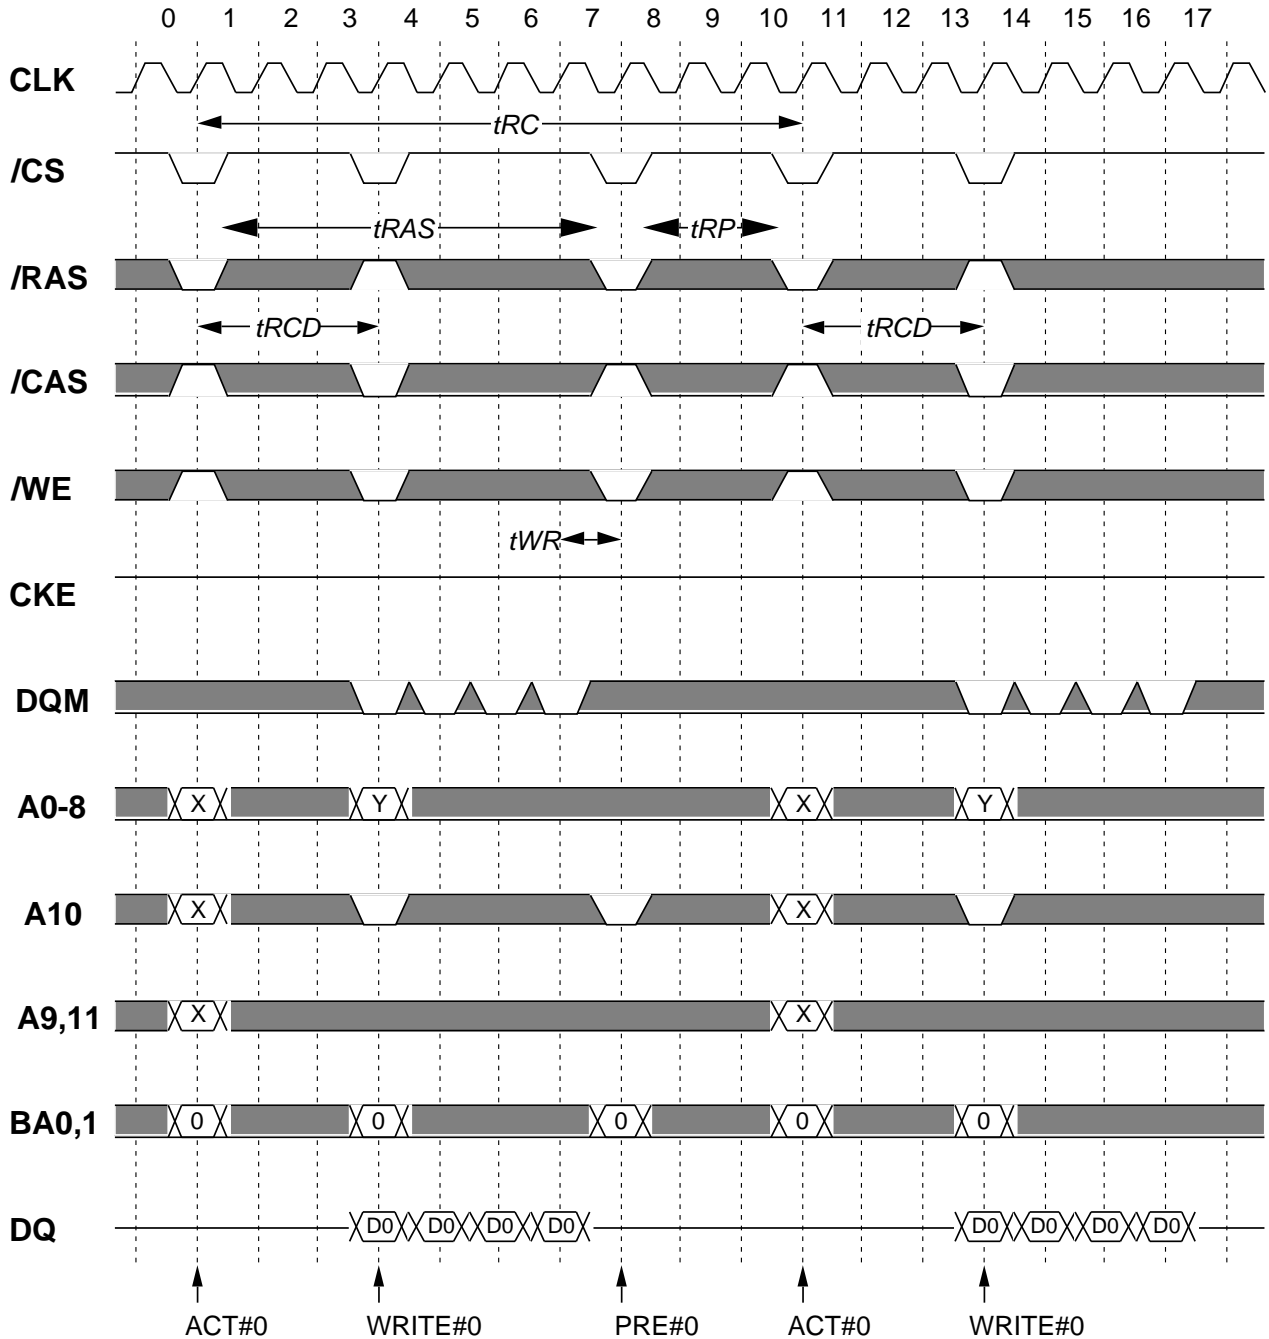 0 1 2 3 4 5 6 7 8 9 10 11 12 13 14 15 16 17
CLK
tRC
/CS
tRAS tRP
/RAS
tRCD tRCD
/CAS
/WE
tWR
CKE
DQM
A0-8 X Y X Y
A10 X X
A9,11 X X
BA0,1 0 0 0 0 0
DQ D0 D0 D0 D0 D0 D0 D0 D0
ACT#0 WRITE#0 PRE#0 ACT#0 WRITE#0